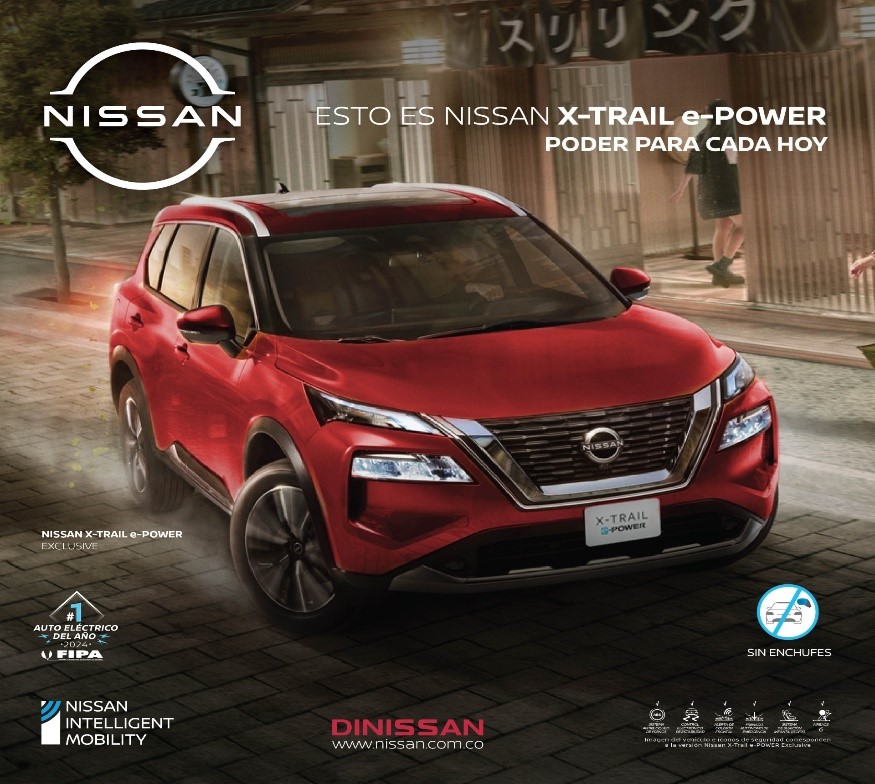 スリリング
NISSAN
ESTO ES NISSAN X-TRAIL e-POWER
PODER PARA CADA HOY
NISSAN
X-TRAIL
e-POWER
NISSAN X-TRAIL e-POWER
EXCLUSIVE
#1
AUTO ELÉCTRICO
DEL AÑO
·2024·
FIPA
SIN ENCHUFES
NISSAN
INTELLIGENT
MOBILITY
DINISSAN
www.nissan.com.co
Imagen del vehículo e íconos de seguridad corresponden
a la versión Nissan X-Trail e-POWER Exclusive